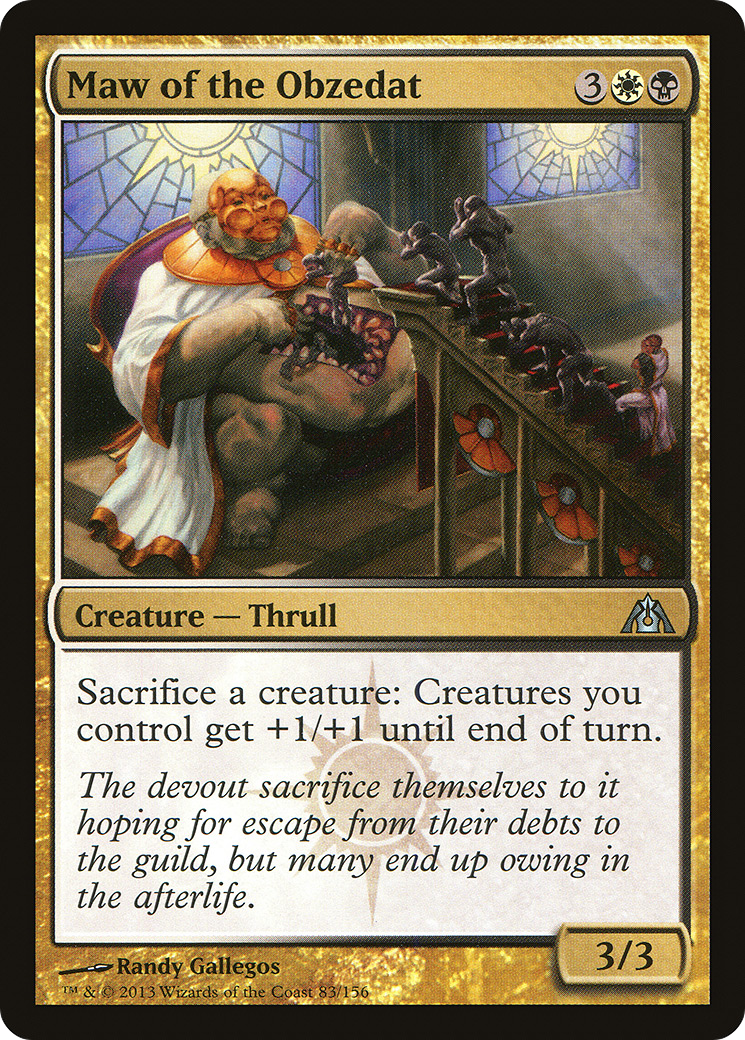 Maw of the Obzedat
3
Creature — Thrull
Sacrifice a creature: Creatures you
control get +1/+1 until end of turn.
The devout sacrifice themselves to it
hoping for escape from their debts to
the guild, but many end up owing in
the afterlife.
3/3
Randy Gallegos
™ & © 2013 Wizards of the Coast 83/156